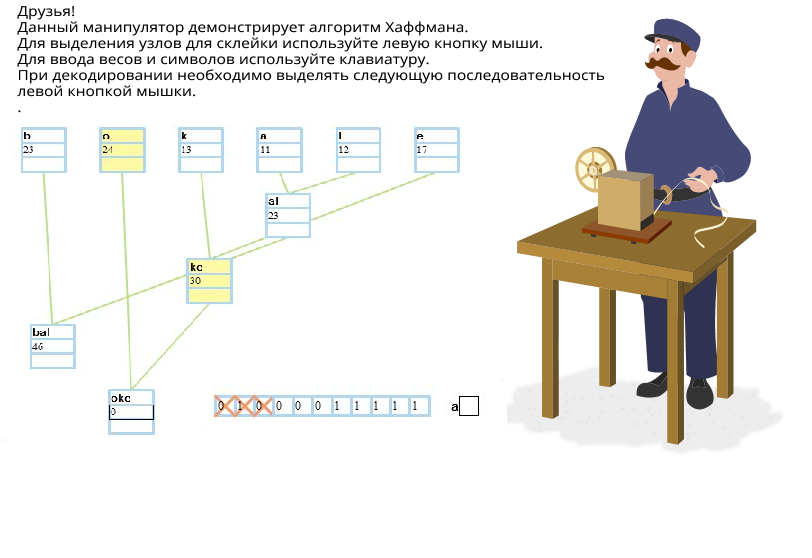 Друзья!
Данный манипулятор демонстрирует алгоритм Хаффмана.
Для выделения узлов для склейки используйте левую кнопку мыши.
Для ввода весов и символов используйте клавиатуру.
При декодировании необходимо выделять следующую последовательность
левой кнопкой мышки.
.
b o k a l e
23 24 13 11 12 17
al
23
ke
30
bal
46
oke
0
0 1 0 0 0 0 1 1 1 1 1 a